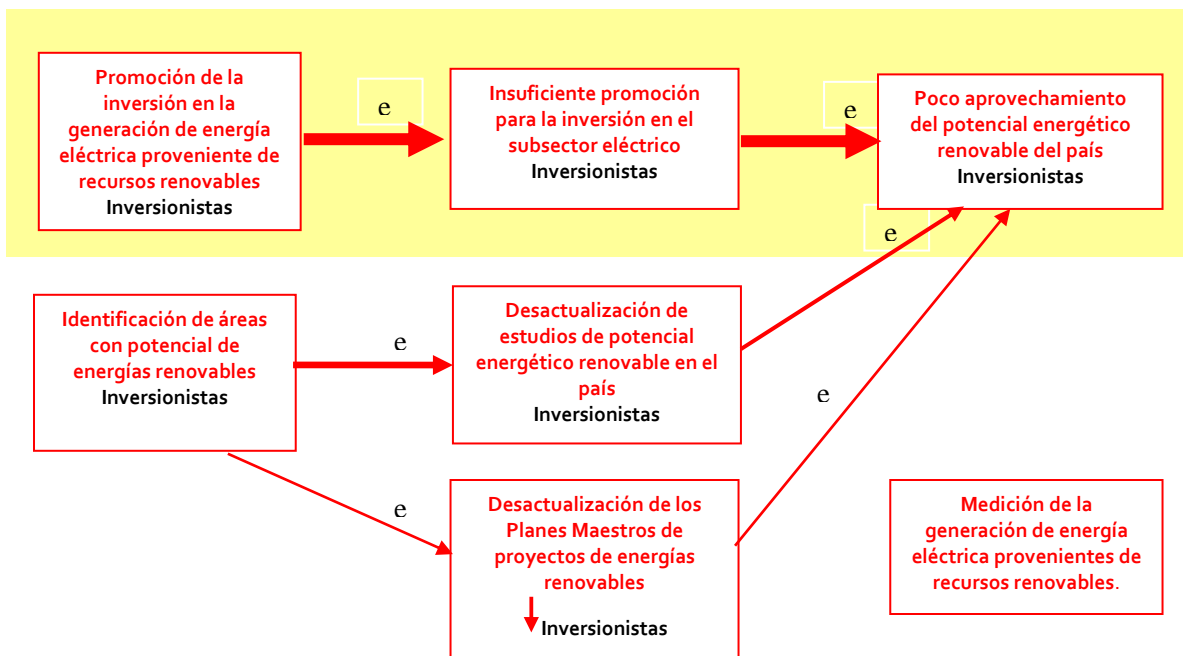 Promoción de la
inversión en la
generación de energía
eléctrica proveniente de
recursos renovables
Inversionistas
e
Insuficiente promoción
para la inversión en el
subsector eléctrico
Inversionistas
e
Poco aprovechamiento
del potencial energético
renovable del país
Inversionistas
e
Identificación de áreas
con potencial de
energías renovables
Inversionistas
e
Desactualización de
estudios de potencial
energético renovable en el
país
Inversionistas
e
e
Desactualización de los
Planes Maestros de
proyectos de energías
renovables
Inversionistas
Medición de la
generación de energía
eléctrica provenientes de
recursos renovables.